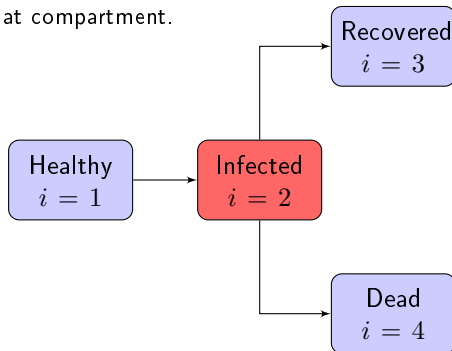 at compartment.
Recovered
i = 3
Healthy
i = 1
Infected
i = 2
Dead
i = 4